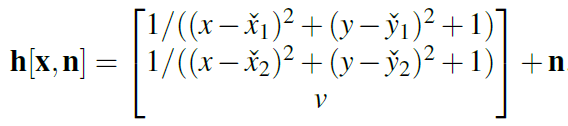 h[x,n] = [1/((x − x̌₁)² + (y − y̌₁)² + 1)
1/((x − x̌₂)² + (y − y̌₂)² + 1)
v] + n